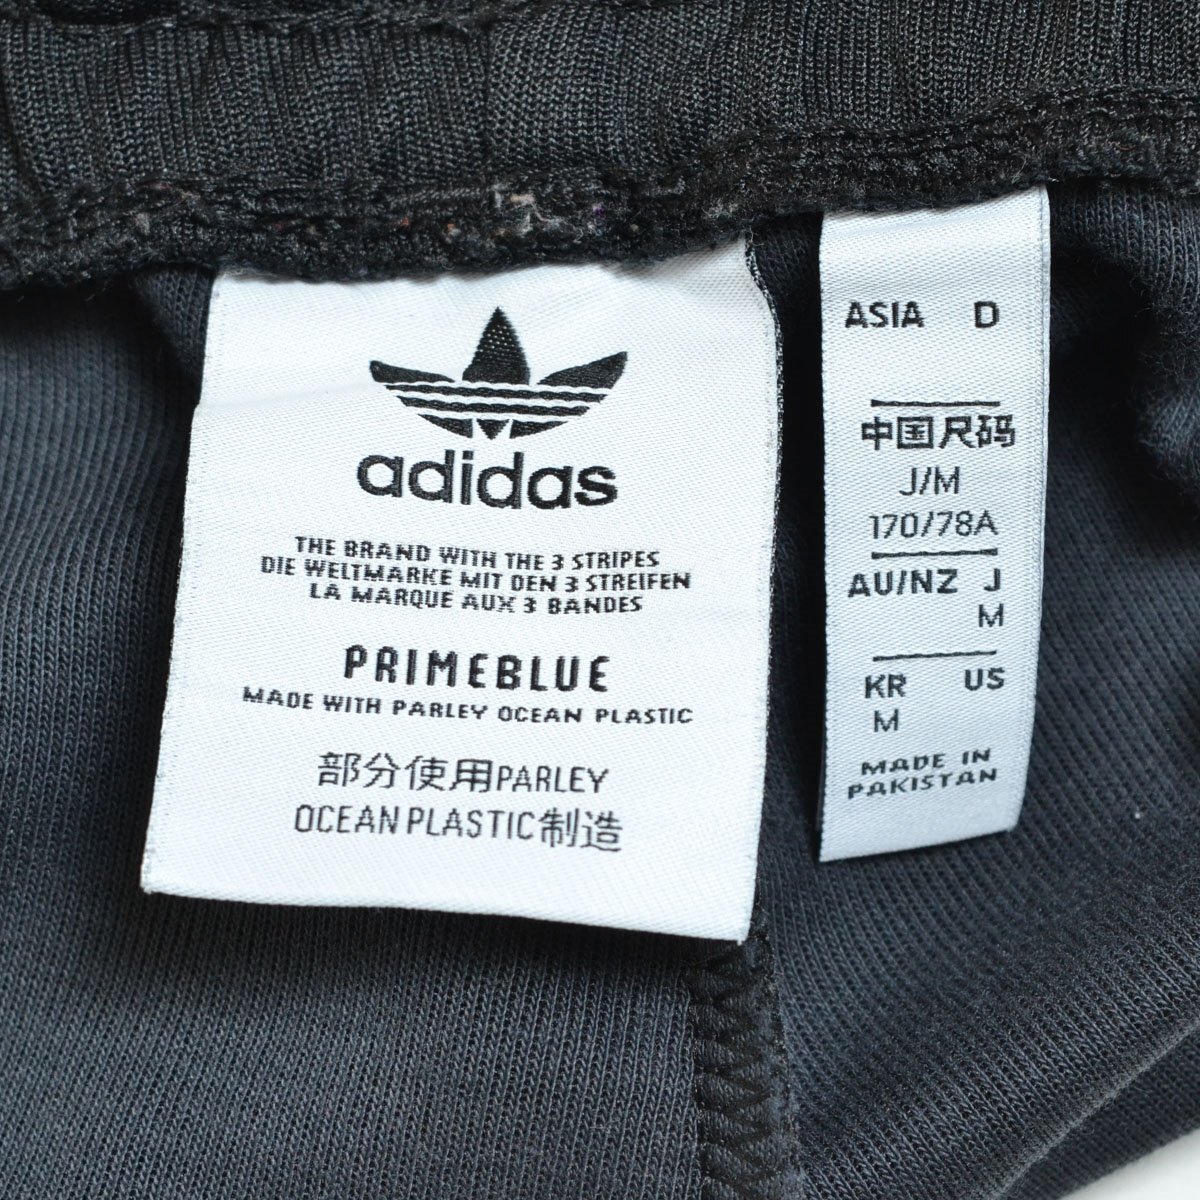 adidas
THE BRAND WITH THE 3 STRIPES
DIE WELTMARKE MIT DEN 3 STREIFEN
LA MARQUE AUX 3 BANDES
PRIMEBLUE
MADE WITH PARLEY OCEAN PLASTIC
部分使用PARLEY
OCEAN PLASTIC制造
ASIA D
中国尺码
J/M
170/78A
AU/NZ J
M
KR US
M
MADE IN
PAKISTAN